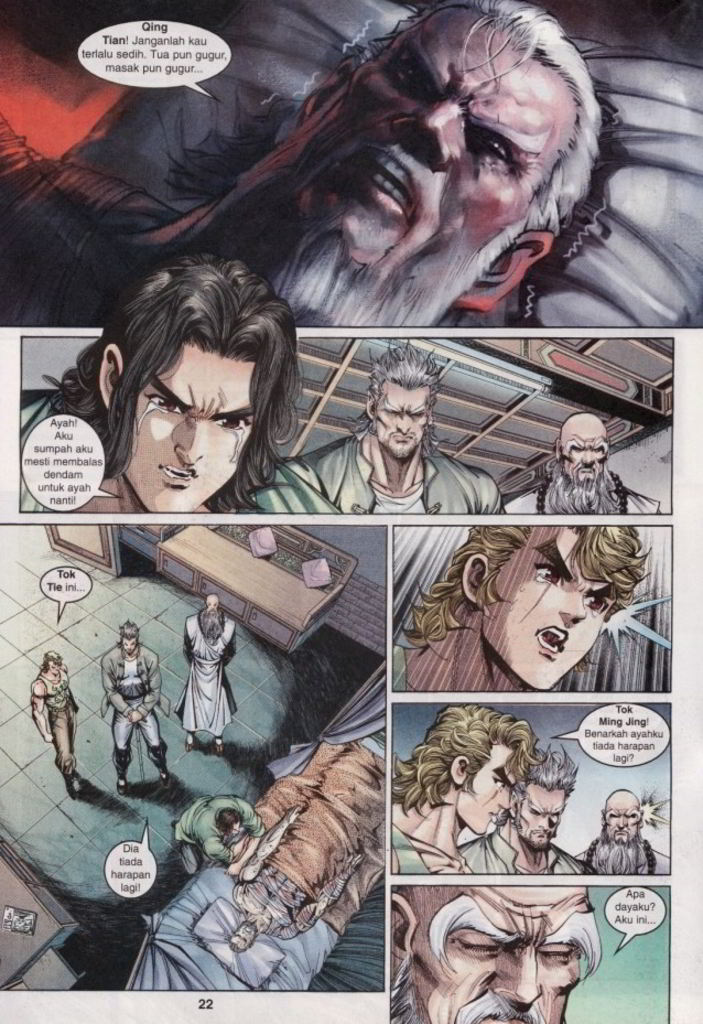 Qing
Tian! Janganlah kau
terlalu sedih. Tua pun gugur,
masak pun gugur...
Ayah!
Aku
sumpah aku
mesti membalas
dendam
untuk ayah
nanti!
Tok
Tie ini...
Dia
tiada
harapan
lagi!
Tok
Ming Jing!
Benarkah ayahku
tiada harapan
lagi?
Apa
dayaku?
Aku ini...
22